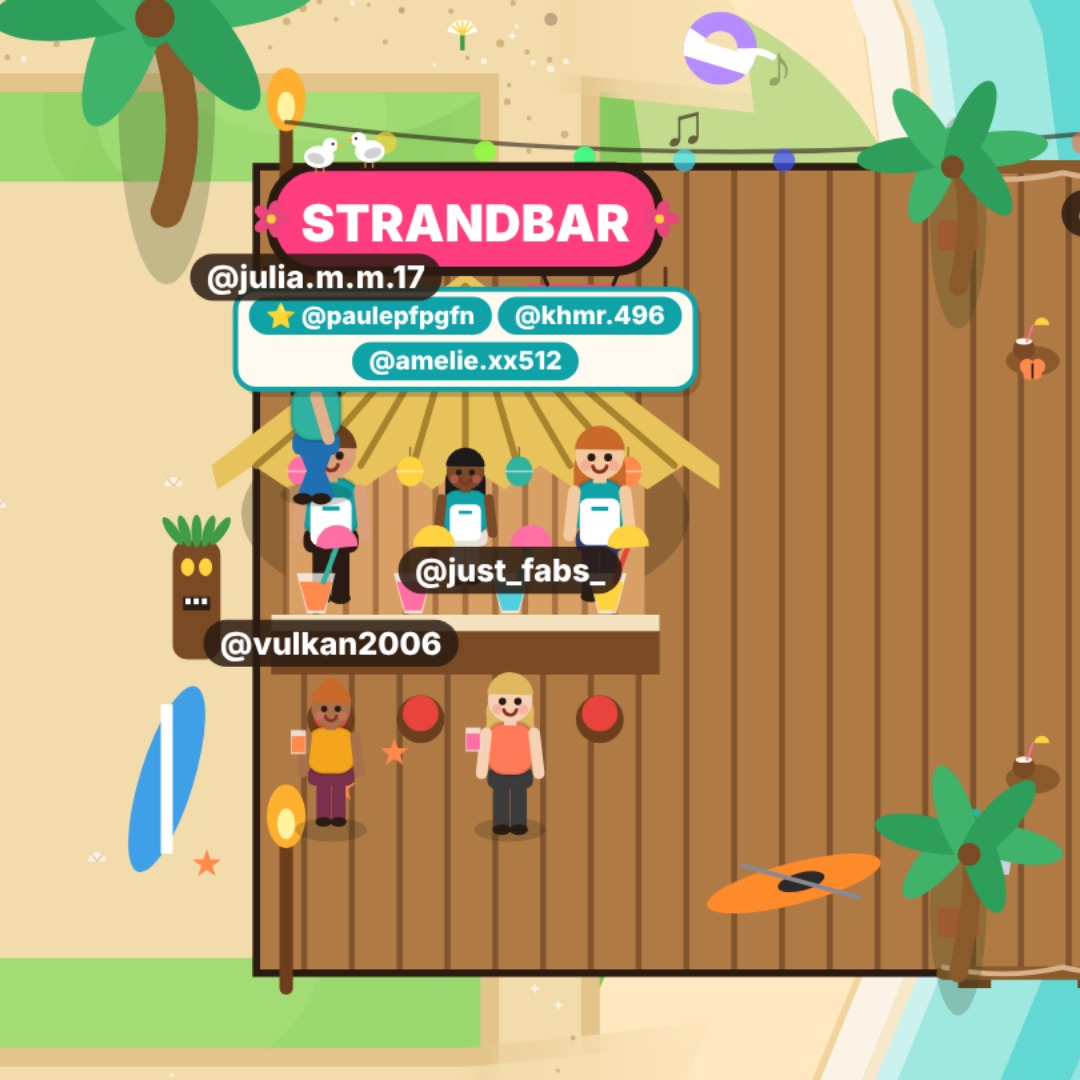 STRANDBAR
@julia.m.m.17
⭐ @paulepfpgfn @khmr.496
@amelie.xx512
@just_fabs_
@vulkan2006